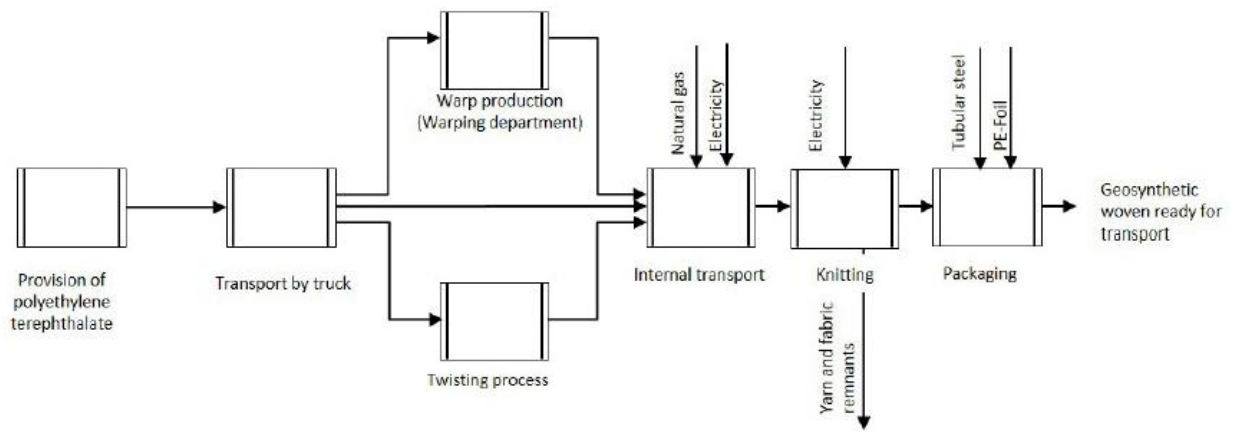 Warp production
(Warping department)
Natural gas
Electricity
Electricity
Tubular steel
PE-Foil
Geosynthetic
woven ready for
transport
Provision of
polyethylene
terephthalate
Transport by truck
Internal transport
Knitting
Packaging
Twisting process
Yarn and fabric
remnants